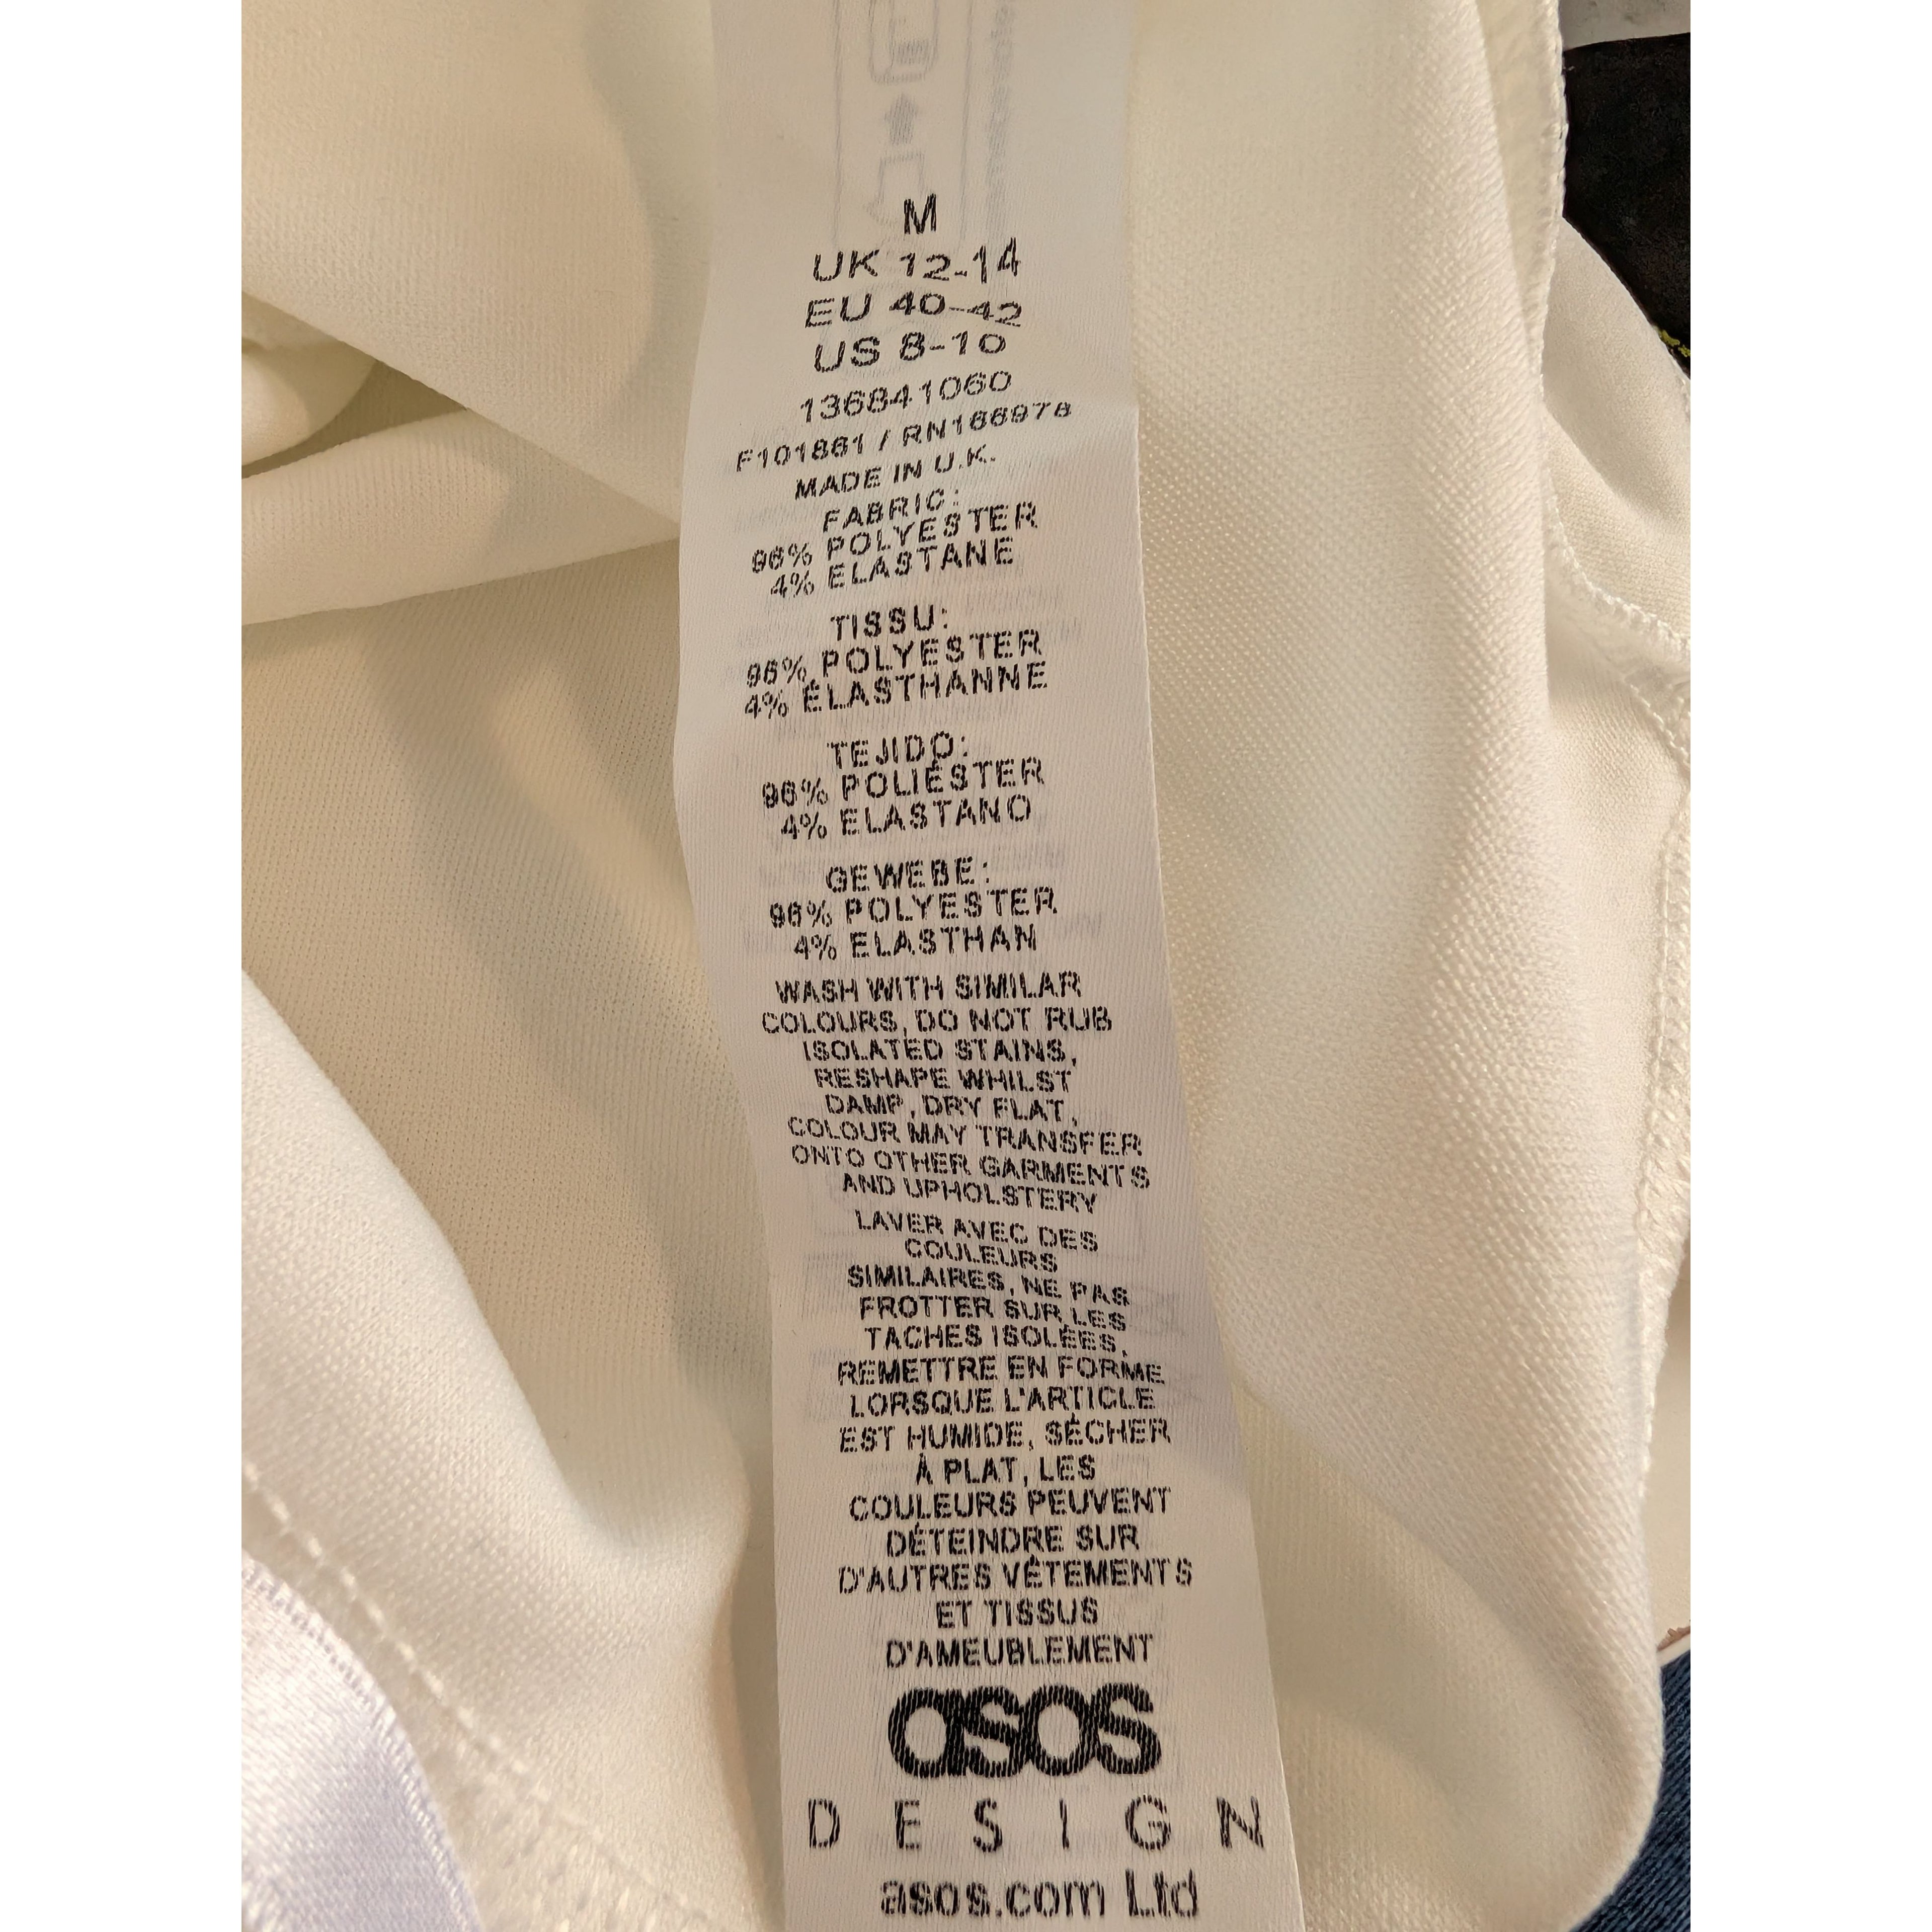 M
UK 12-14
EU 40-42
US 8-10
136841060
F101861 / RN166978
MADE IN U.K.
FABRIC:
96% POLYESTER
4% ELASTANE
TISSU:
96% POLYESTER
4% ÉLASTHANNE
TEJIDO:
96% POLIÉSTER
4% ELASTANO
GEWEBE:
96% POLYESTER
4% ELASTHAN
WASH WITH SIMILAR
COLOURS, DO NOT RUB
ISOLATED STAINS,
RESHAPE WHILST
DAMP, DRY FLAT,
COLOUR MAY TRANSFER
ONTO OTHER GARMENTS
AND UPHOLSTERY
LAVER AVEC DES
COULEURS
SIMILAIRES, NE PAS
FROTTER SUR LES
TACHES ISOLÉES,
REMETTRE EN FORME
LORSQUE L'ARTICLE
EST HUMIDE, SÉCHER
À PLAT, LES
COULEURS PEUVENT
DÉTEINDRE SUR
D'AUTRES VÊTEMENTS
ET TISSUS
D'AMEUBLEMENT
asos
DESIGN
asos.com Ltd